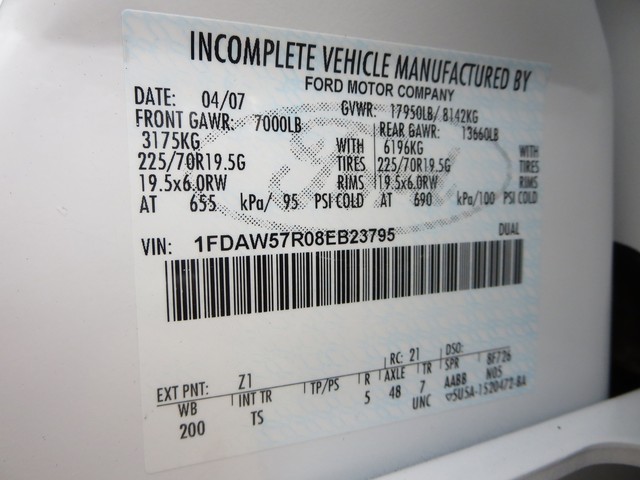 INCOMPLETE VEHICLE MANUFACTURED BY
FORD MOTOR COMPANY
DATE: 04/07 GVWR: 17950LB/ 8142KG
FRONT GAWR: 7000LB REAR GAWR: 13660LB
3175KG WITH 6196KG WITH
225/70R19.5G TIRES 225/70R19.5G TIRES
19.5x6.0RW RIMS 19.5x6.0RW RIMS
AT 655 kPa/ 95 PSI COLD AT 690 kPa/100 PSI COLD
VIN: 1FDAW57R08EB23795 DUAL
EXT PNT: Z1 RC: 21 DSO:
WB INT TR TP/PS R AXLE TR SPR 8F726
200 TS 5 48 7 AABB N05
UNC 5U5A-1520472-BA